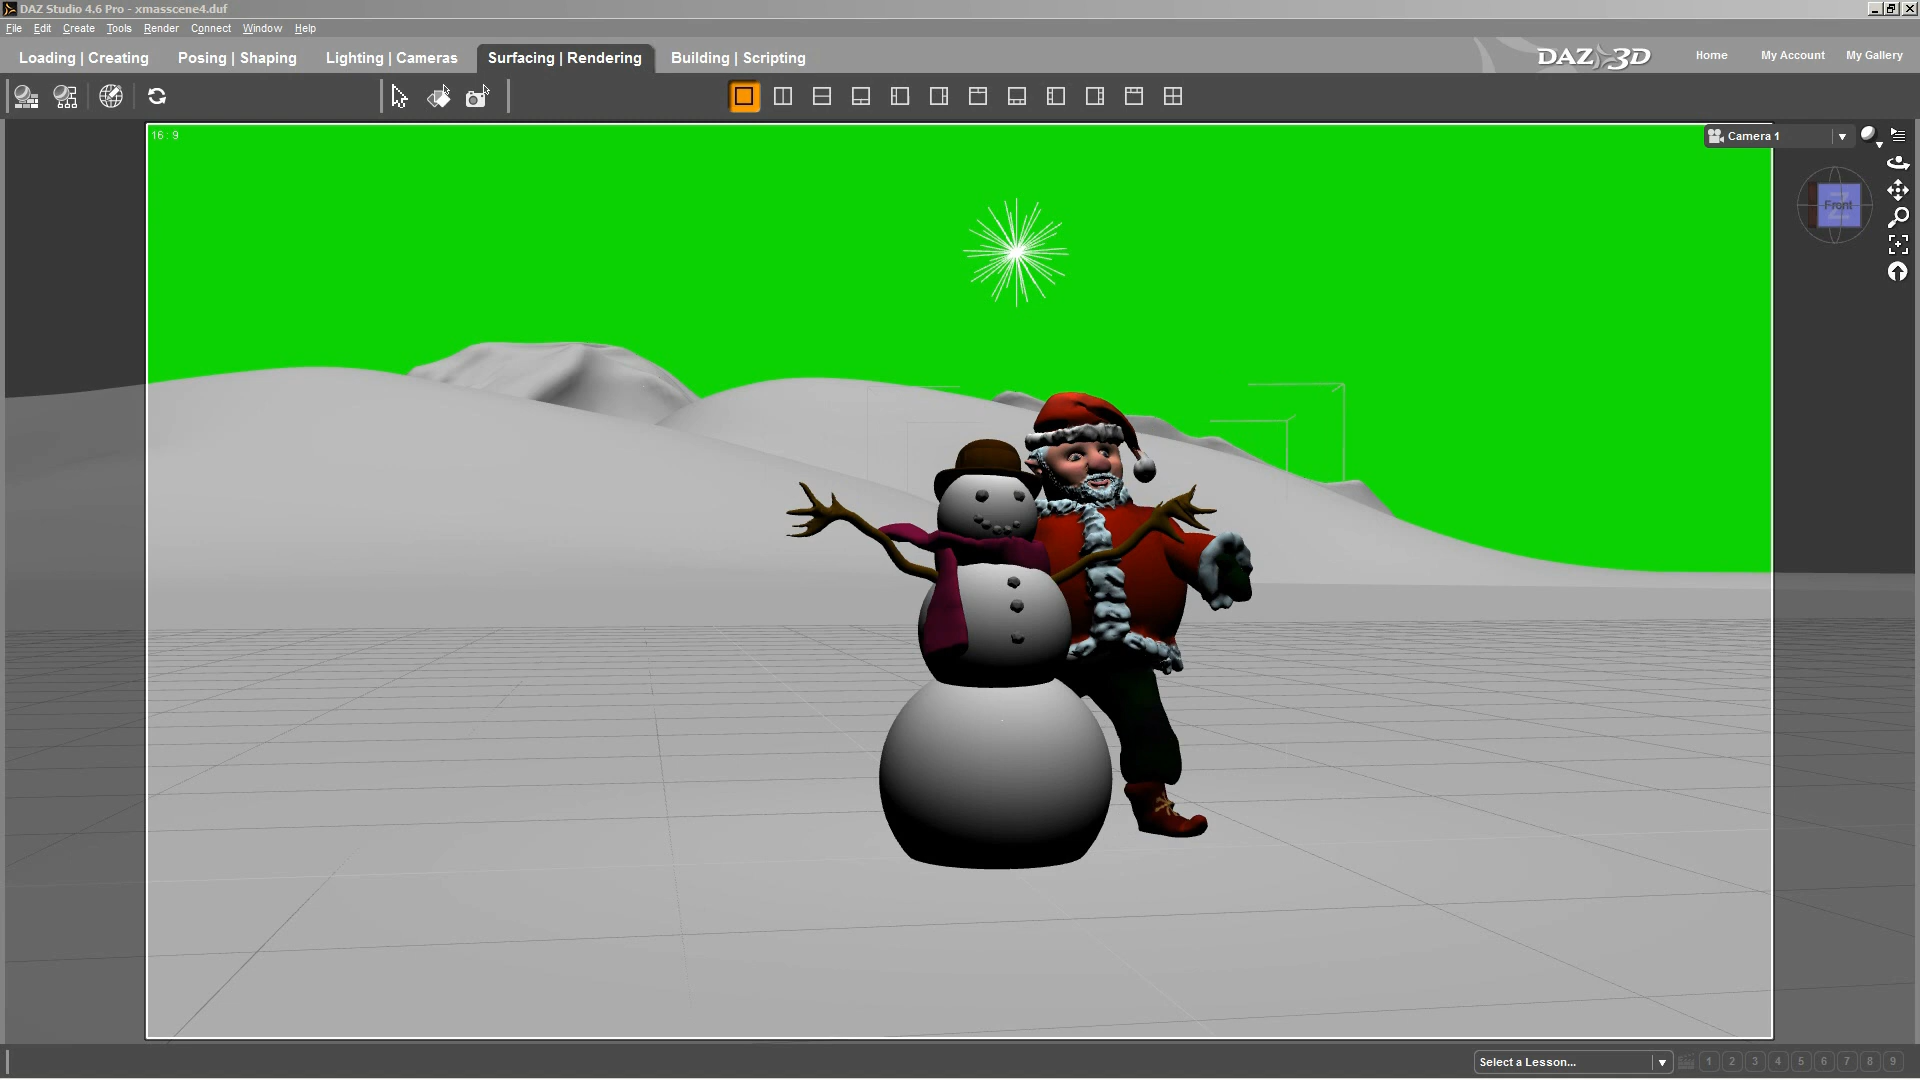 DAZ Studio 4.6 Pro - xmasscene4.duf
File Edit Create Tools Render Connect Window Help
Loading | Creating Posing | Shaping Lighting | Cameras Surfacing | Rendering Building | Scripting
DAZ 3D Home My Account My Gallery
16 : 9
Camera 1
Front
Select a Lesson... 1 2 3 4 5 6 7 8 9